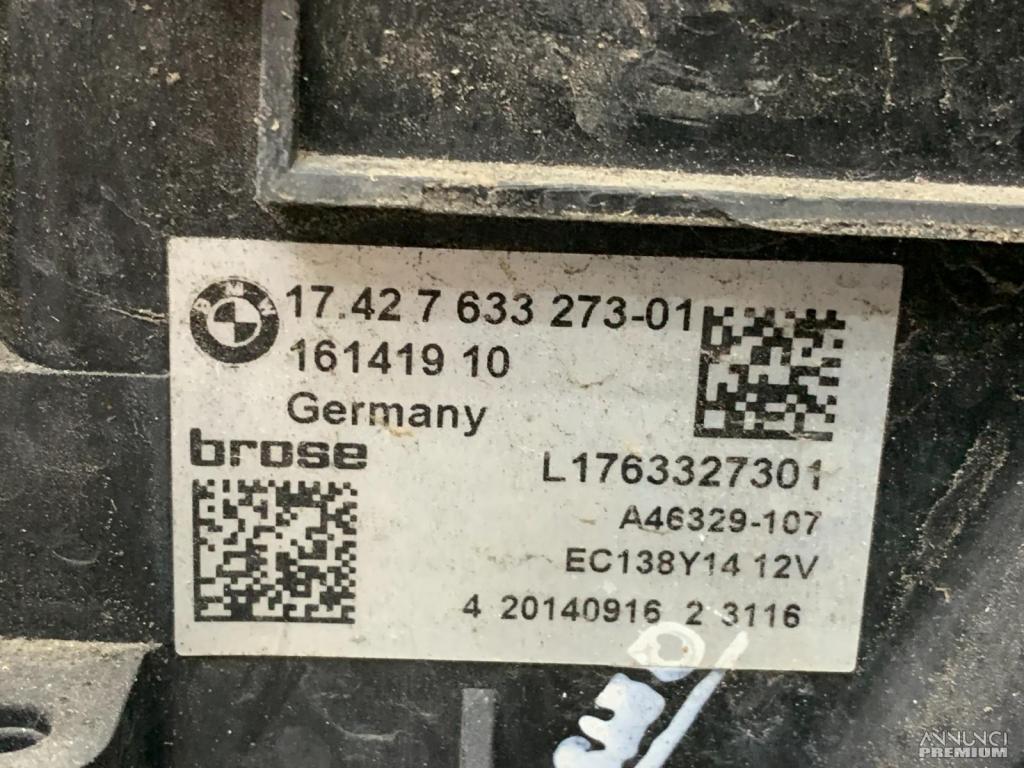 BMW
17.42 7 633 273-01
161419 10
Germany
brose
L1763327301
A46329-107
EC138Y14 12V
4 20140916 2 3116
ANNUNCI
PREMIUM